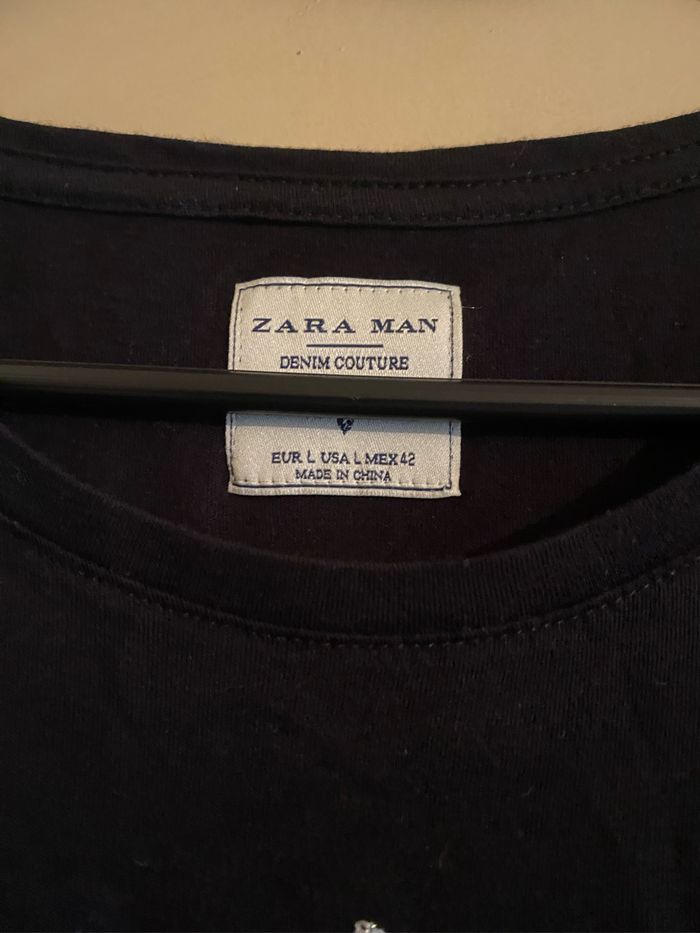 ZARA MAN
DENIM COUTURE
EUR L USA L MEX 42
MADE IN CHINA